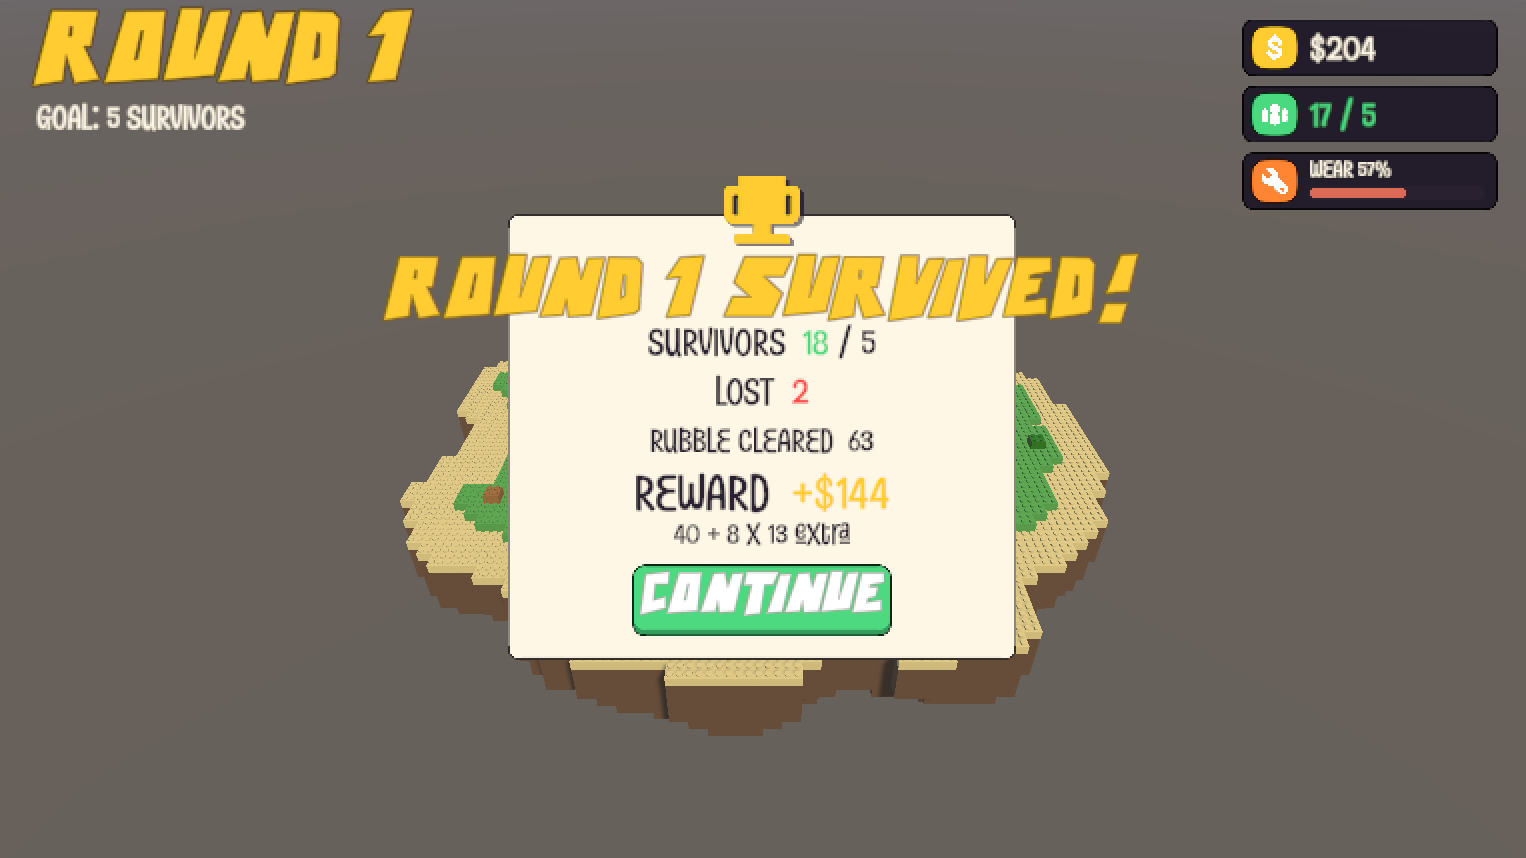 ROUND 1
GOAL: 5 SURVIVORS
$204
17 / 5
WEAR 57%
ROUND 1 SURVIVED!
SURVIVORS 18 / 5
LOST 2
RUBBLE CLEARED 63
REWARD +$144
40 + 8 X 13 extra
CONTINUE